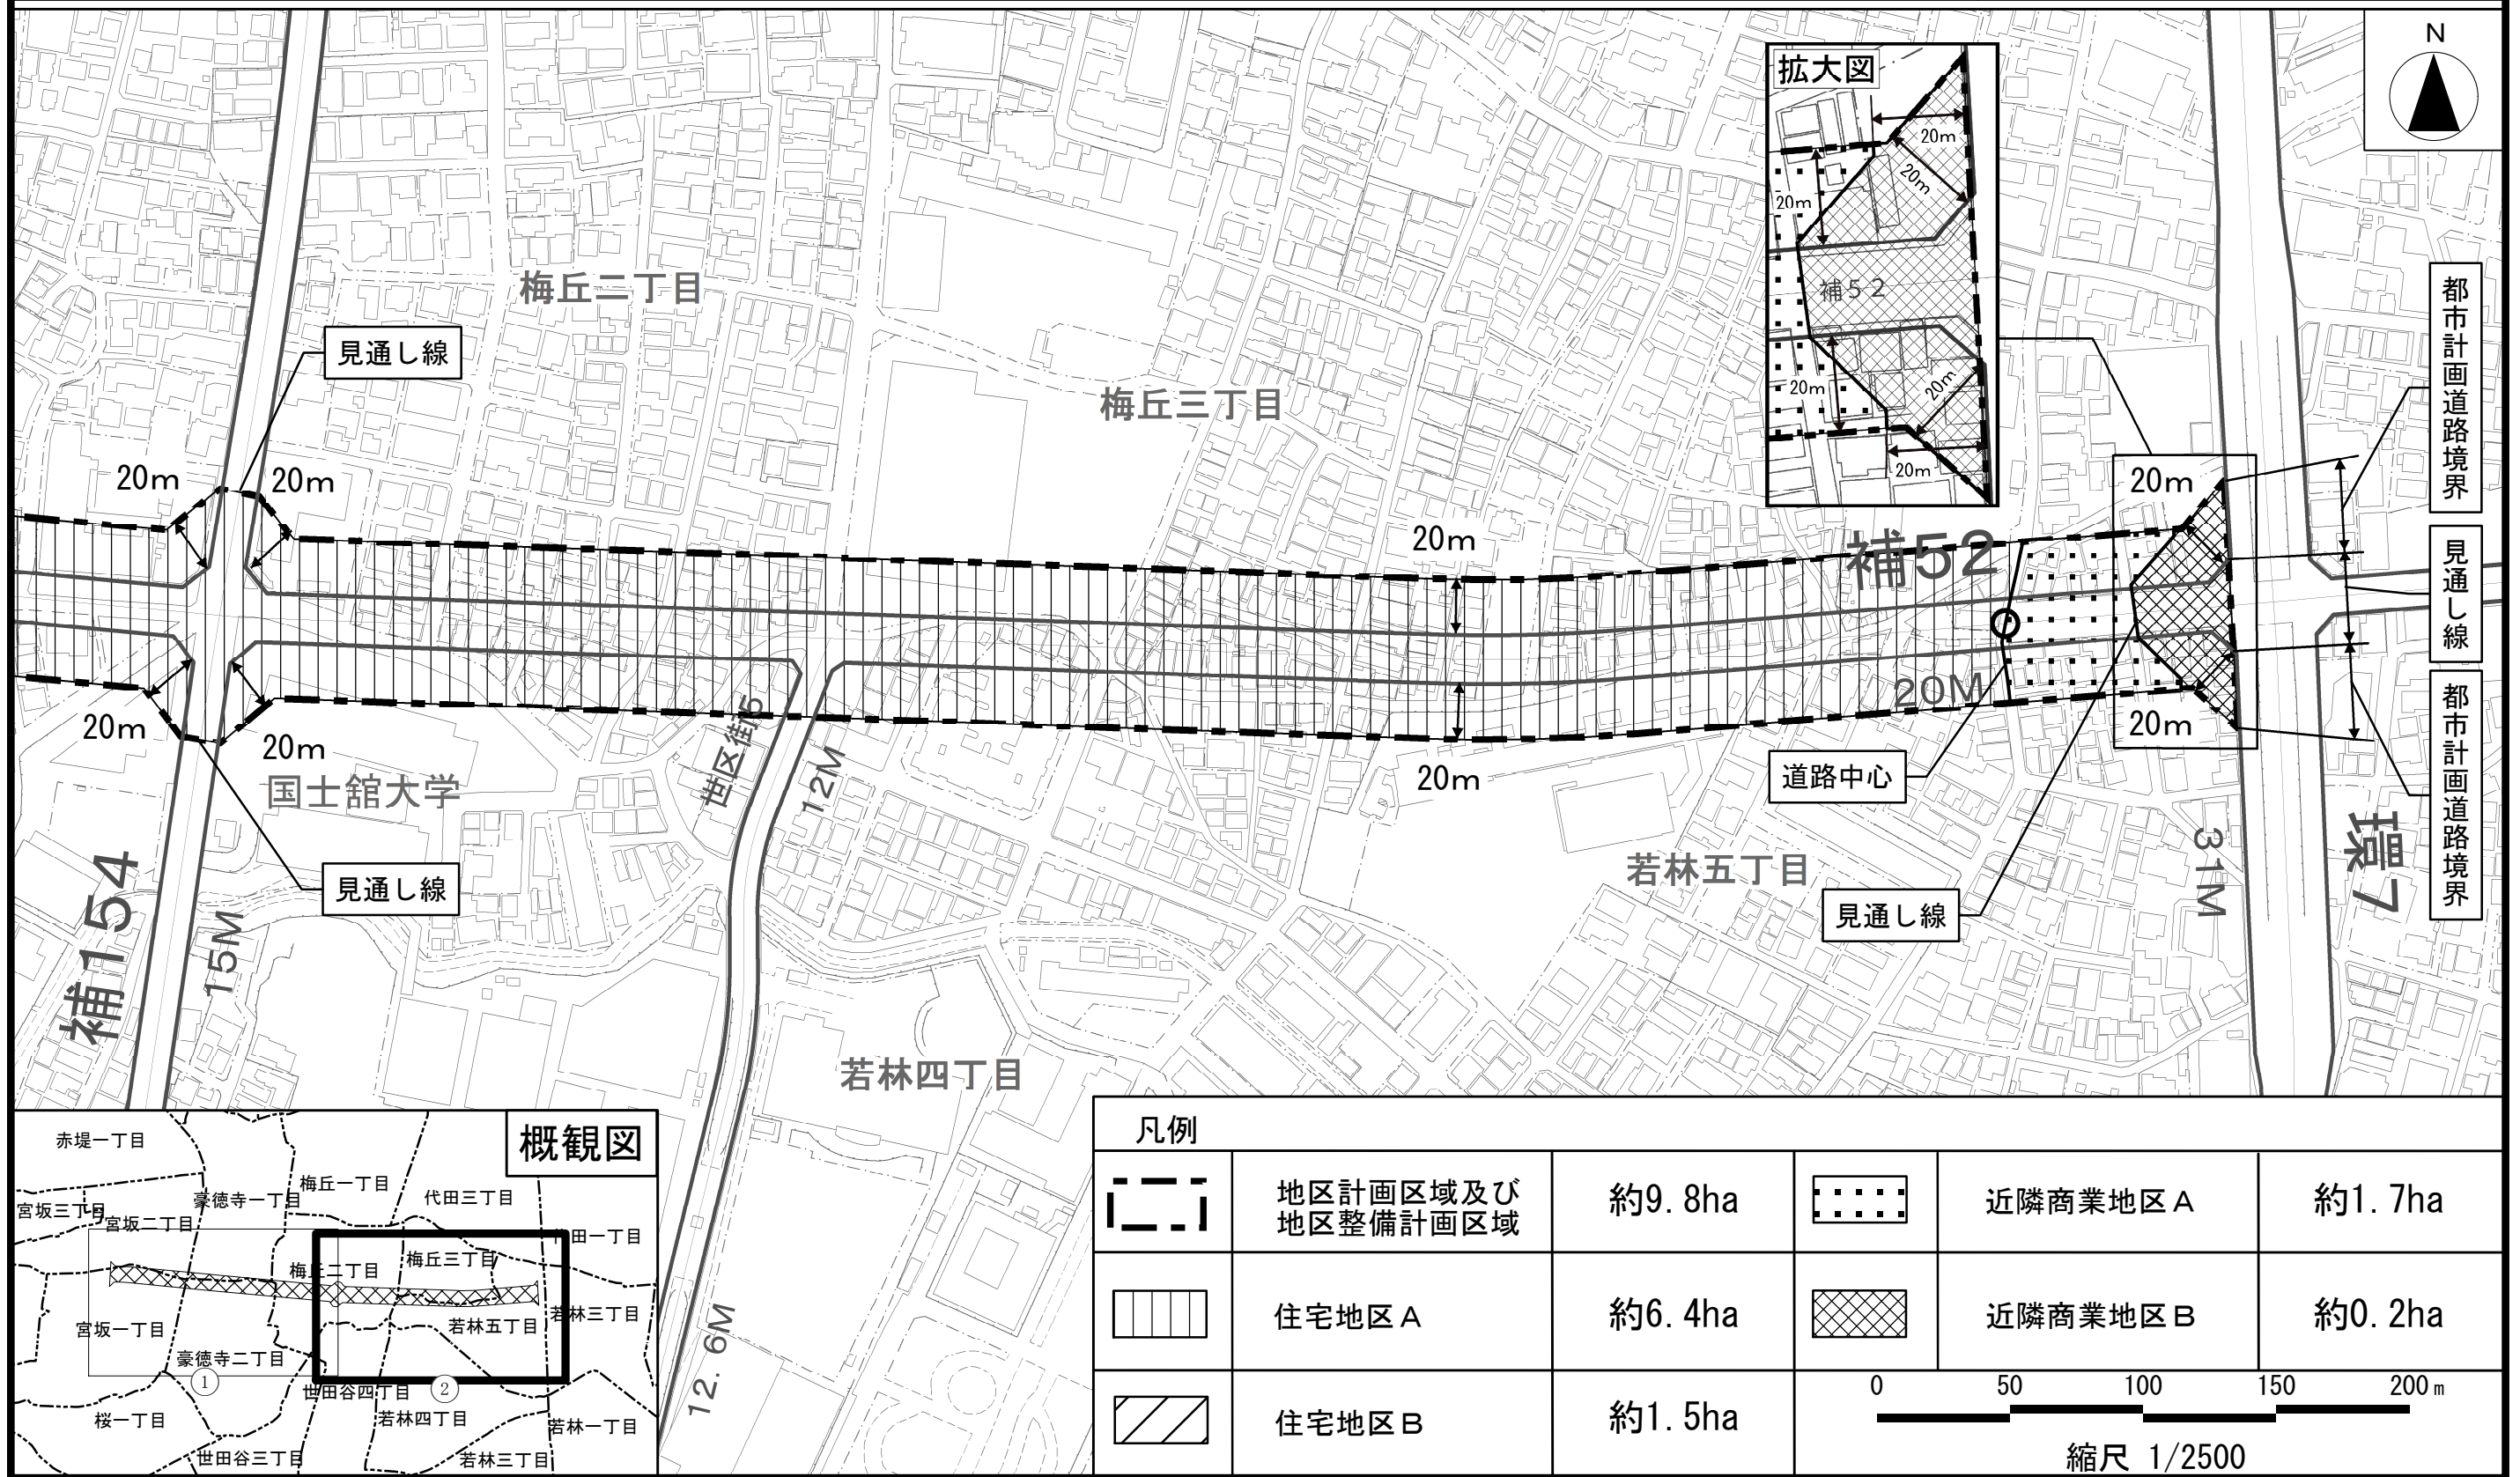 N
拡大図
20m
20m
20m
補52
20m
20m
20m
都市計画道路境界
見通し線
都市計画道路境界
梅丘二丁目
見通し線
梅丘三丁目
20m
20m
20m
20m
補52
20m
20M
20m
20m
世区街6
20m
12M
20m
道路中心
国士舘大学
見通し線
若林五丁目
見通し線
31M
環7
補154
15M
若林四丁目
12.6M
概観図
赤堤一丁目
梅丘一丁目
代田三丁目
豪徳寺一丁目
宮坂三丁目
宮坂二丁目
田一丁目
梅丘三丁目
梅丘二丁目
若林三丁目
若林五丁目
宮坂一丁目
豪徳寺二丁目
1
2
世田谷四丁目
桜一丁目
若林四丁目
若林一丁目
世田谷三丁目
若林三丁目
凡例
地区計画区域及び
地区整備計画区域
約9.8ha
近隣商業地区A
約1.7ha
住宅地区A
約6.4ha
近隣商業地区B
約0.2ha
住宅地区B
約1.5ha
0 50 100 150 200m
縮尺 1/2500